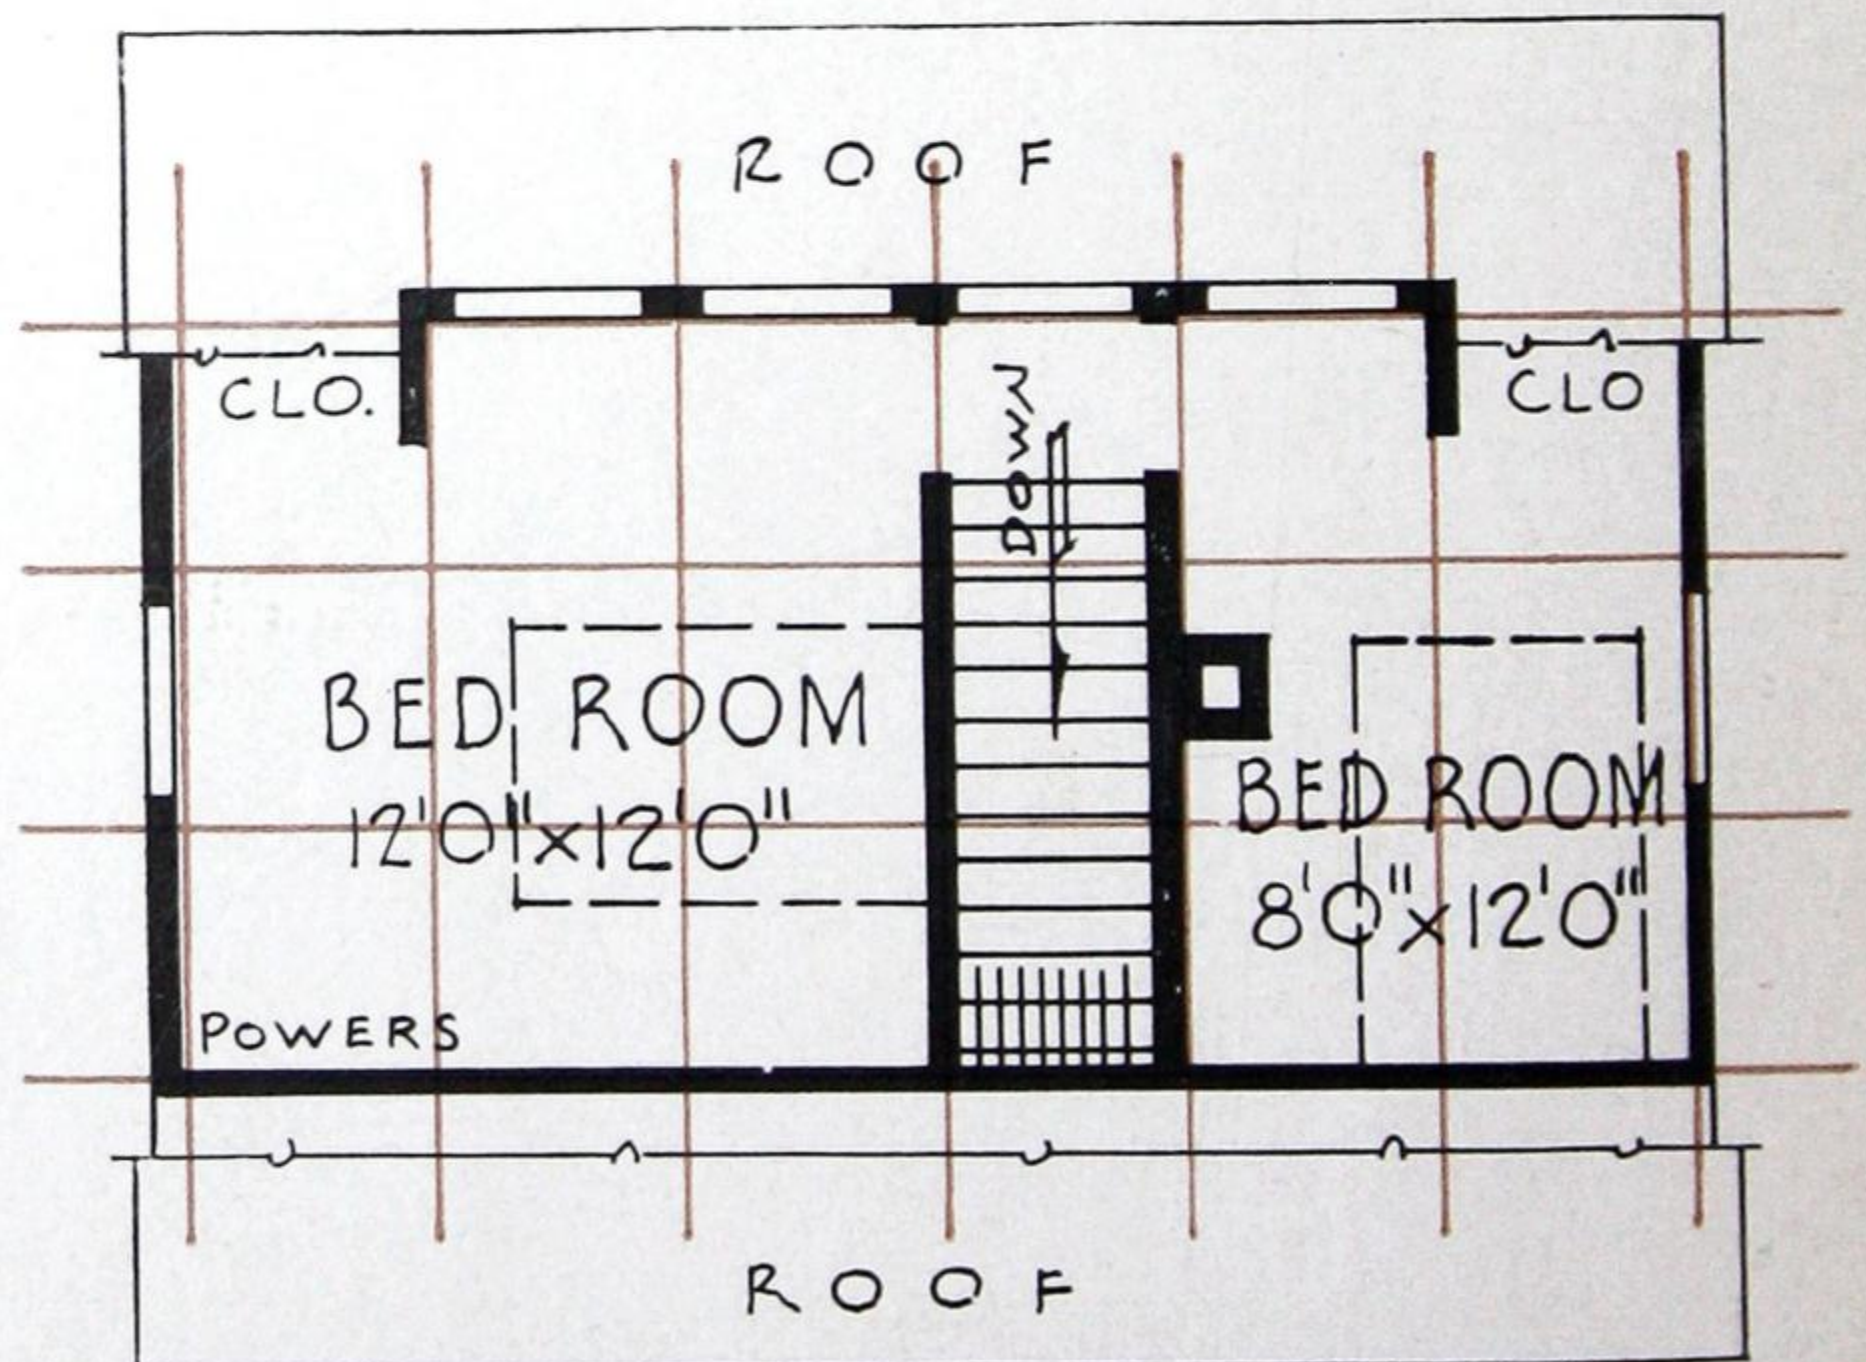 ROOF
CLO.
CLO
DOWN
BED ROOM
12'0"x12'0"
BED ROOM
8'0"x12'0"
POWERS
ROOF